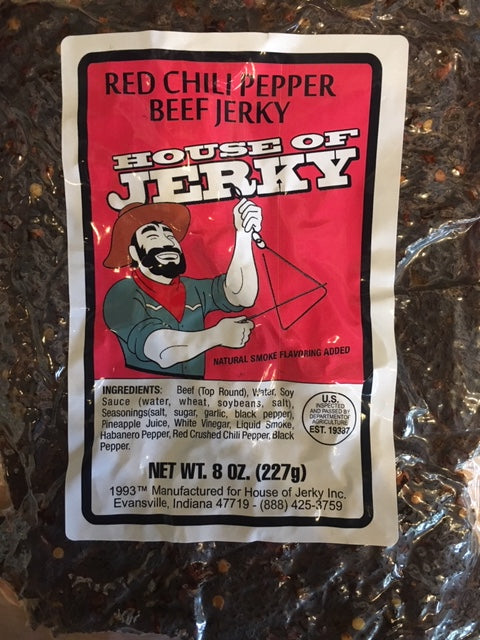 RED CHILI PEPPER
BEEF JERKY
HOUSE OF
JERKY
NATURAL SMOKE FLAVORING ADDED
INGREDIENTS: Beef (Top Round), Water, Soy
Sauce (water, wheat, soybeans, salt),
Seasonings(salt, sugar, garlic, black pepper),
Pineapple Juice, White Vinegar, Liquid Smoke,
Habanero Pepper, Red Crushed Chili Pepper, Black
Pepper.
U.S.
INSPECTED
AND PASSED BY
DEPARTMENT OF
AGRICULTURE
EST. 19337
NET WT. 8 OZ. (227g)
1993™ Manufactured for House of Jerky Inc.
Evansville, Indiana 47719 - (888) 425-3759